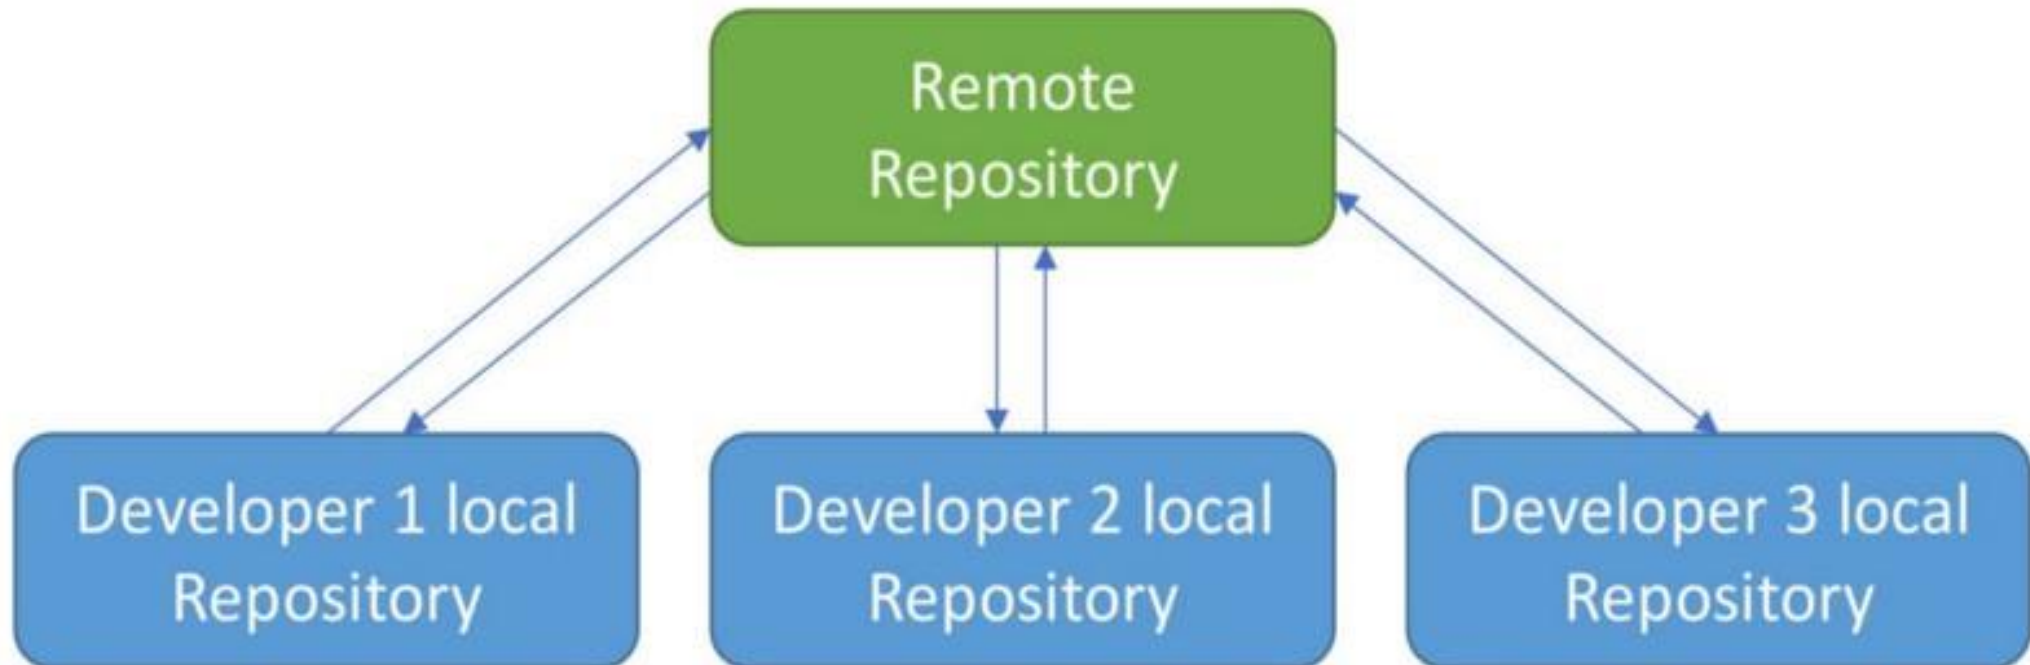 Remote
Repository
Developer 1 local
Repository
Developer 2 local
Repository
Developer 3 local
Repository